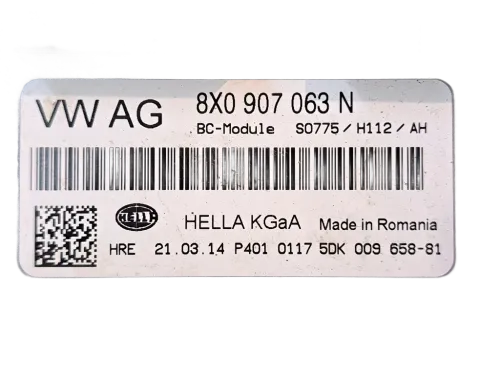 VW AG 8X0 907 063 N
BC-Module S0775/H112/AH
HELLA HELLA KGaA Made in Romania
HRE 21.03.14 P401 0117 5DK 009 658-81